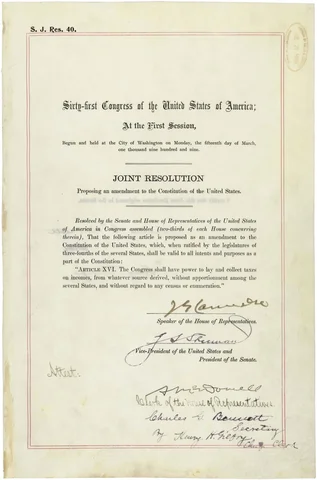 S. J. Res. 40.
Sixty-first Congress of the United States of America;
At the First Session,
Begun and held at the City of Washington on Monday, the fifteenth day of March,
one thousand nine hundred and nine.
JOINT RESOLUTION
Proposing an amendment to the Constitution of the United States.
Resolved by the Senate and House of Representatives of the United States
of America in Congress assembled (two-thirds of each House concurring
therein), That the following article is proposed as an amendment to the
Constitution of the United States, which, when ratified by the legislatures of
three-fourths of the several States, shall be valid to all intents and purposes as a
part of the Constitution:
"ARTICLE XVI. The Congress shall have power to lay and collect taxes
on incomes, from whatever source derived, without apportionment among
the several States, and without regard to any census or enumeration."
J G Cannon
Speaker of the House of Representatives.
J S Sherman
Vice-President of the United States and
President of the Senate.
Attest:
A McDowell
Clerk of the House of Representatives
Charles G. Bennett
Secretary
By Henry H. Gilfry
Chief Clerk